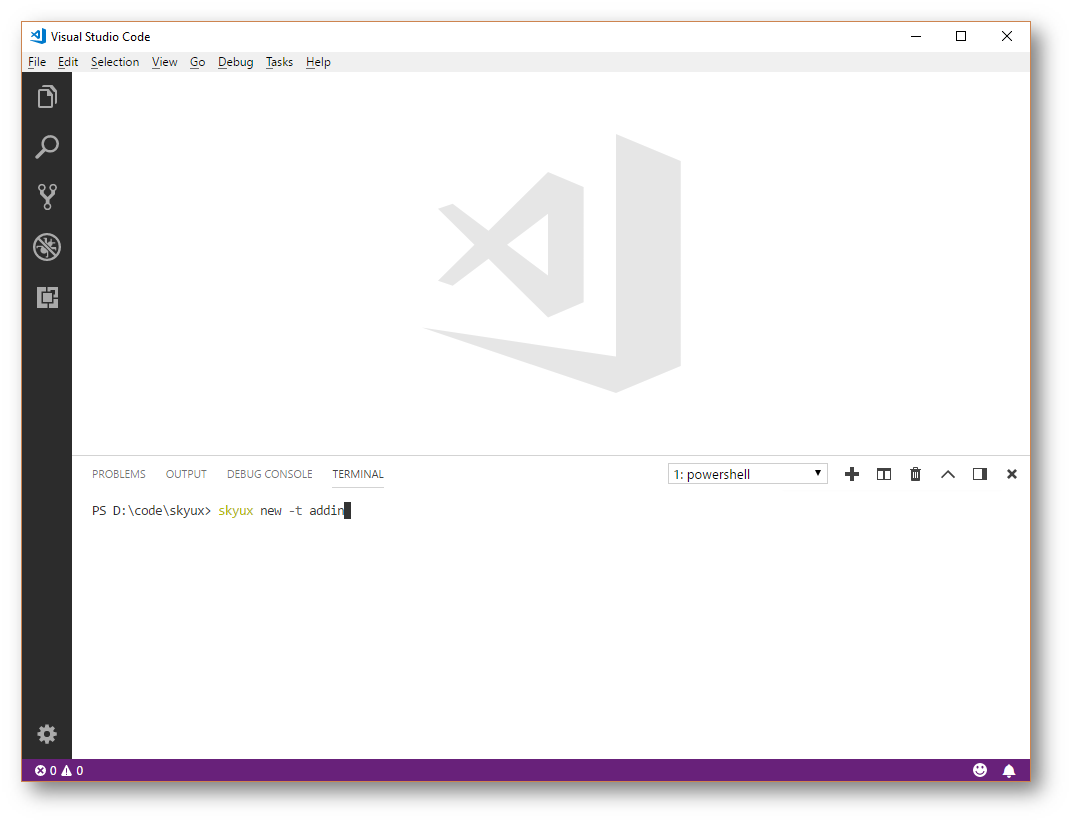 Visual Studio Code
File Edit Selection View Go Debug Tasks Help
PROBLEMS OUTPUT DEBUG CONSOLE TERMINAL 1: powershell
PS D:\code\skyux> skyux new -t addin
0 0